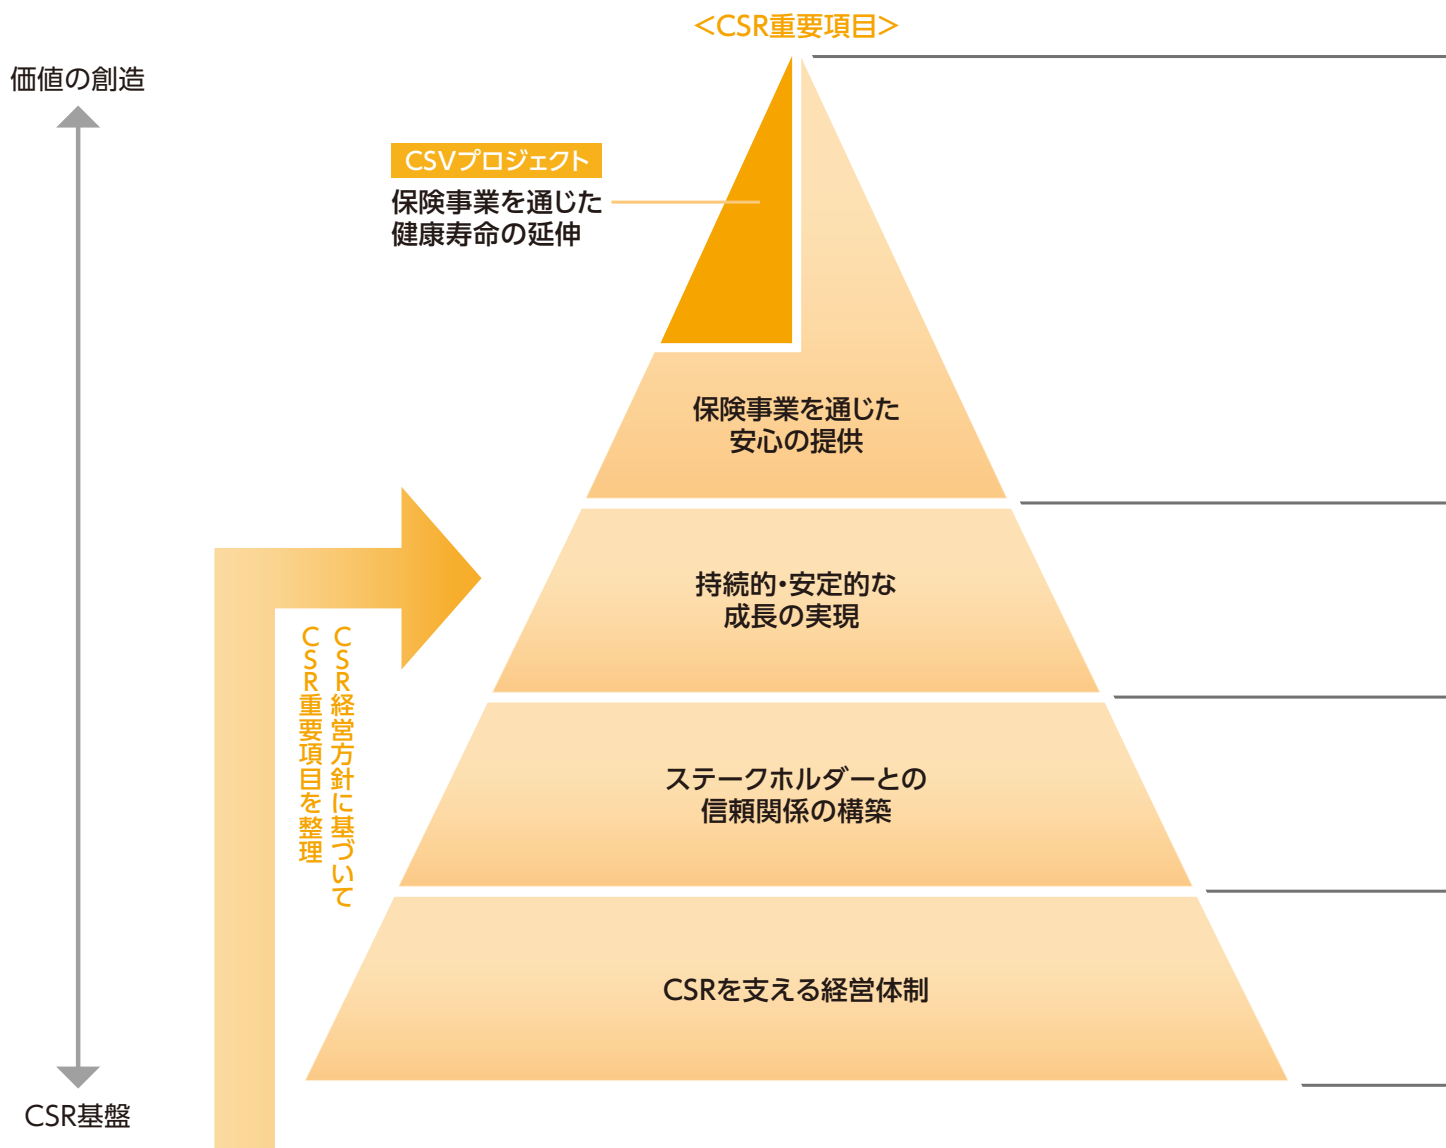 ＜CSR重要項目＞
価値の創造
CSVプロジェクト
保険事業を通じた
健康寿命の延伸
保険事業を通じた
安心の提供
持続的・安定的な
成長の実現
CSR経営方針に基づいて
CSR重要項目を整理
ステークホルダーとの
信頼関係の構築
CSRを支える経営体制
CSR基盤